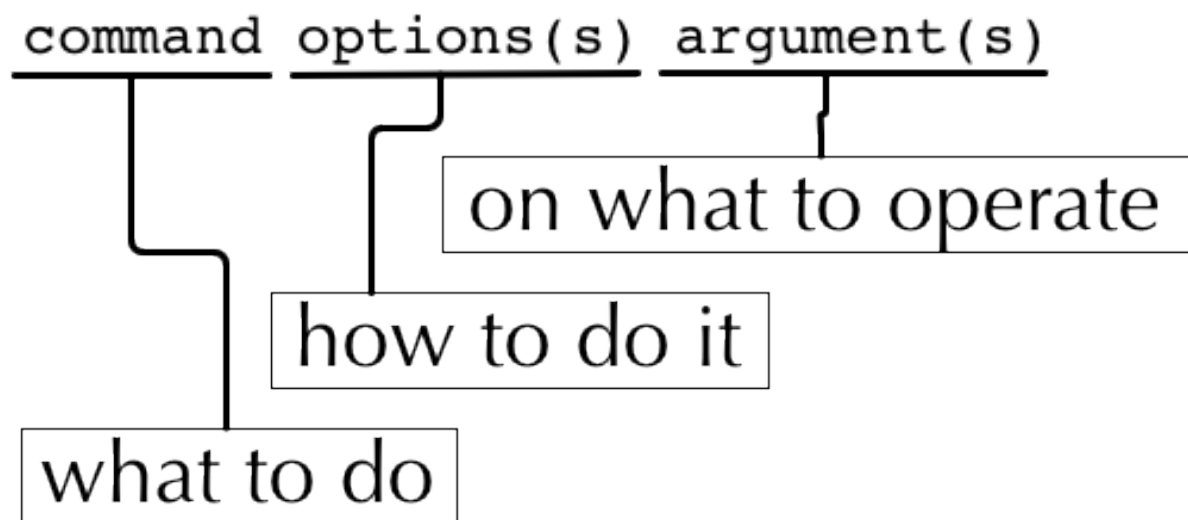 command options(s) argument(s)
on what to operate
how to do it
what to do